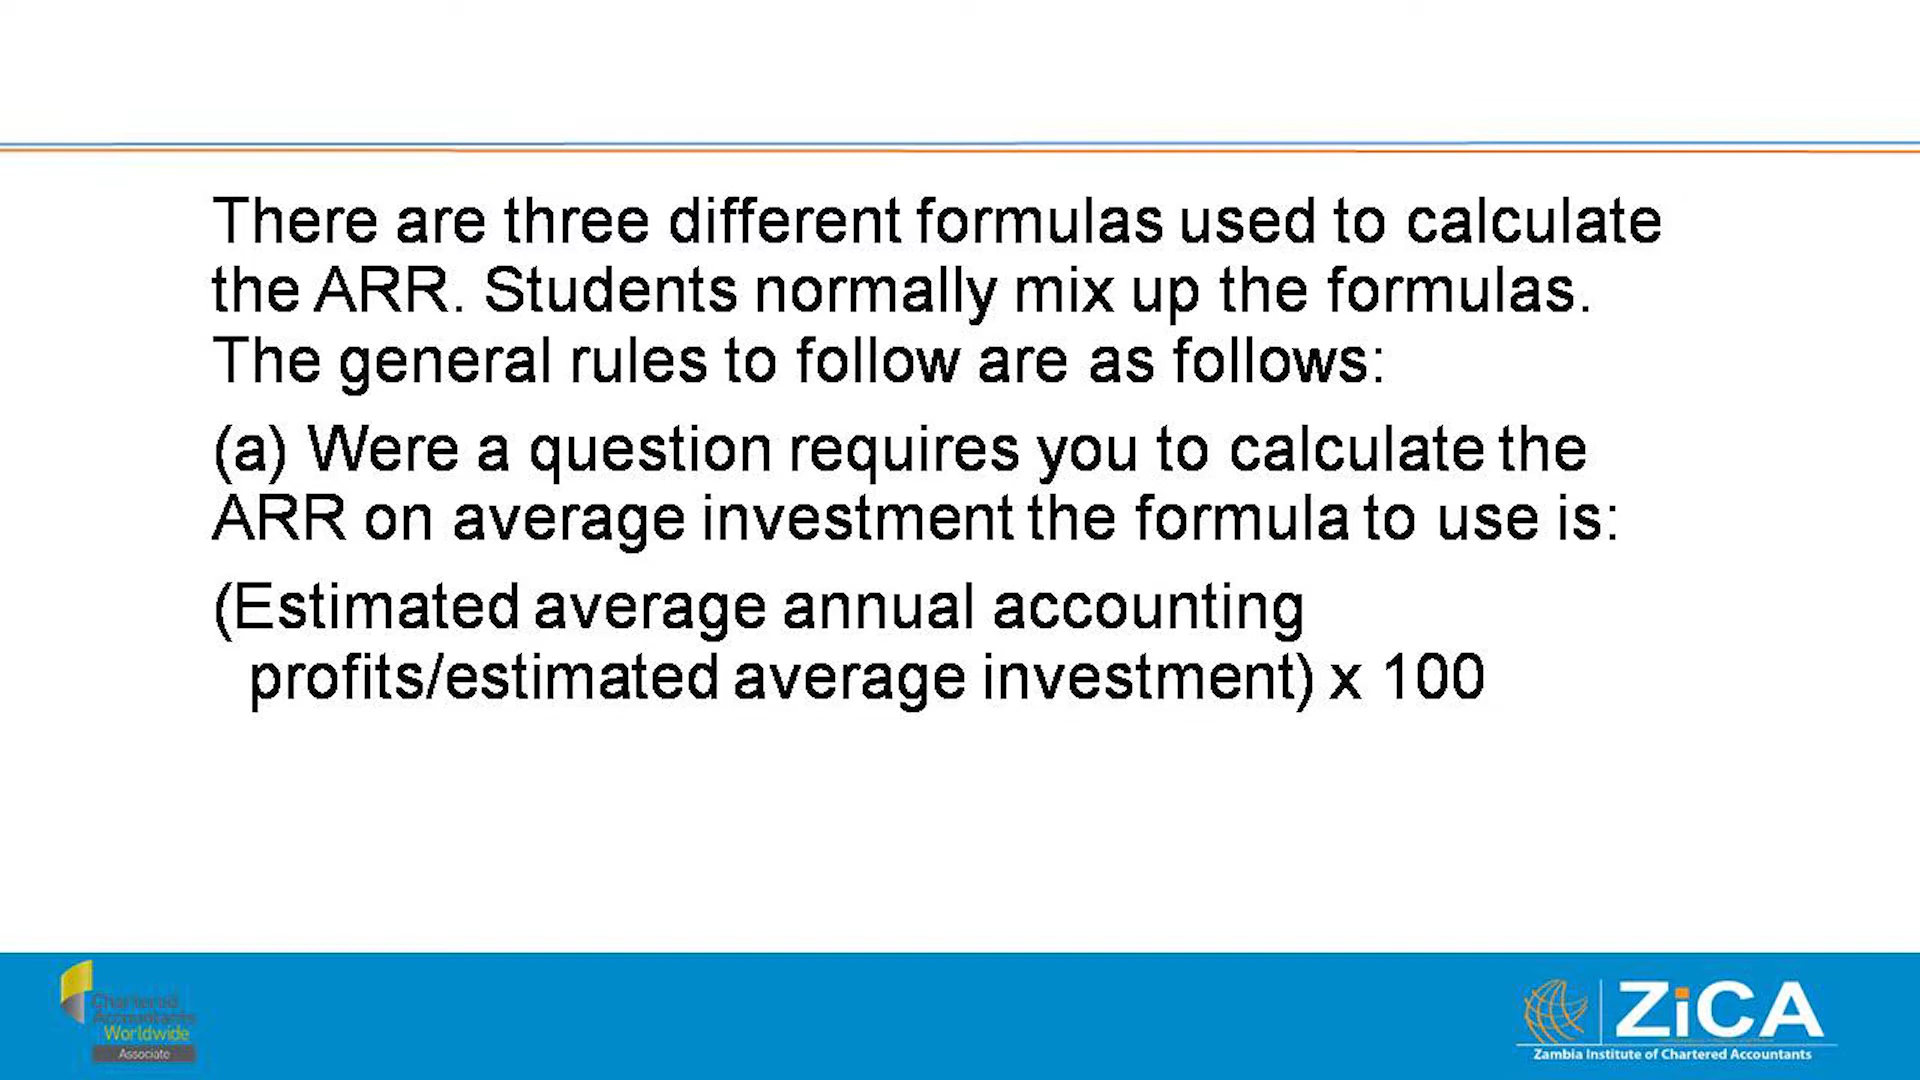 There are three different formulas used to calculate
the ARR. Students normally mix up the formulas.
The general rules to follow are as follows:
(a) Were a question requires you to calculate the
ARR on average investment the formula to use is:
(Estimated average annual accounting
profits/estimated average investment) x 100
Chartered
Accountants
Worldwide
Associate
ZiCA
Zambia Institute of Chartered Accountants